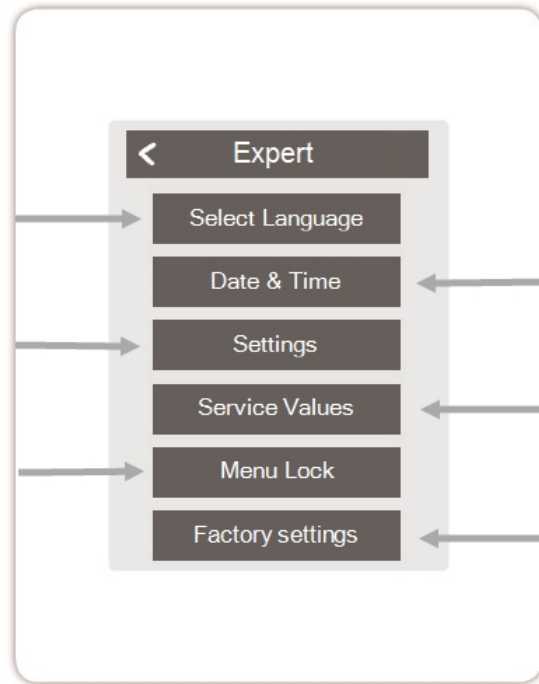 Expert
Select Language
Date & Time
Settings
Service Values
Menu Lock
Factory settings